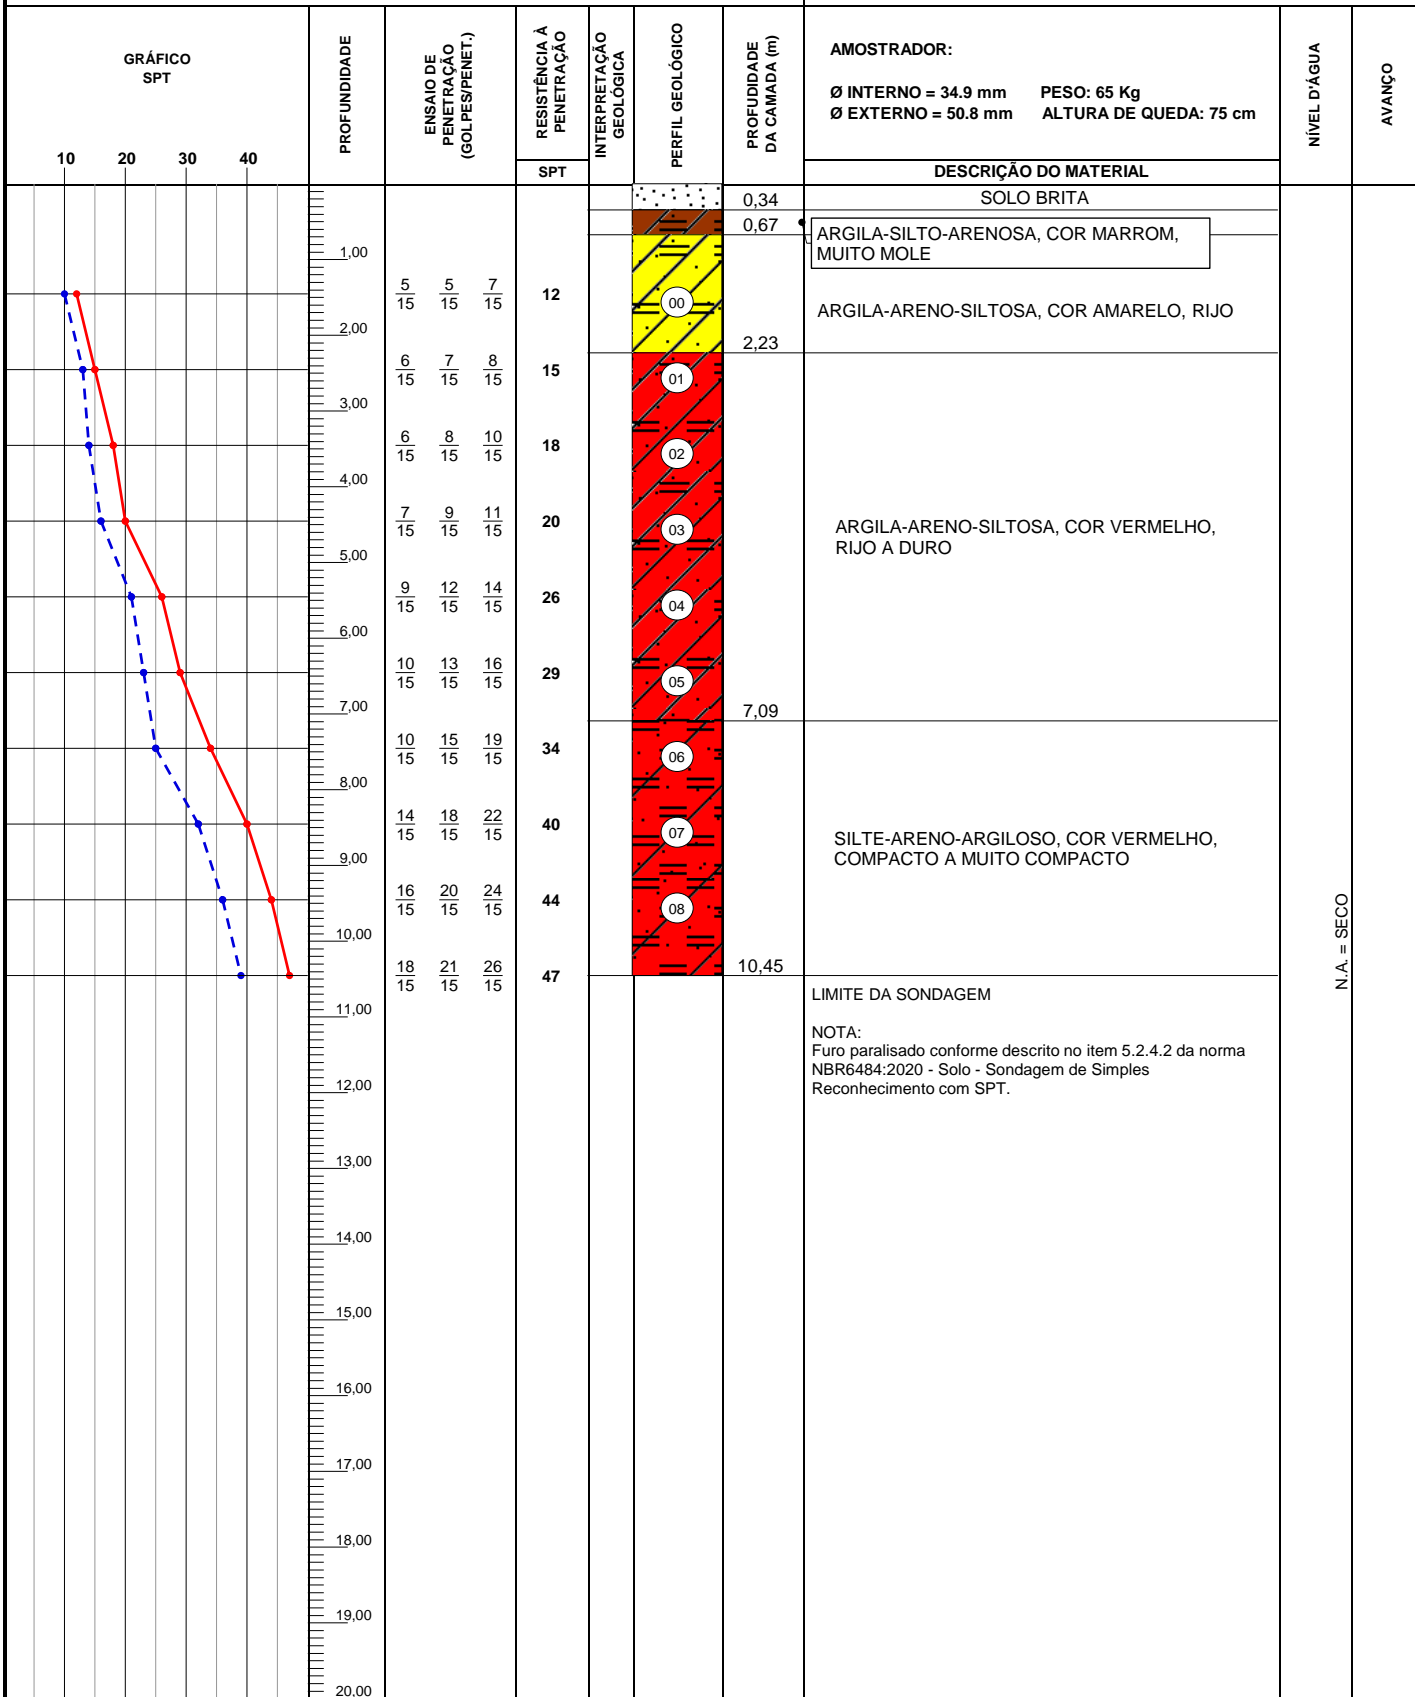 GRÁFICO
SPT
10 20 30 40
PROFUNDIDADE
ENSAIO DE
PENETRAÇÃO
(GOLPES/PENET.)
RESISTÊNCIA À
PENETRAÇÃO
SPT
INTERPRETAÇÃO
GEOLÓGICA
PERFIL GEOLÓGICO
PROFUDIDADE
DA CAMADA (m)
AMOSTRADOR:
Ø INTERNO = 34.9 mm PESO: 65 Kg
Ø EXTERNO = 50.8 mm ALTURA DE QUEDA: 75 cm
DESCRIÇÃO DO MATERIAL
NÍVEL D'ÁGUA
AVANÇO
0,34 SOLO BRITA
0,67
ARGILA-SILTO-ARENOSA, COR MARROM,
MUITO MOLE
1,00
5/15 5/15 7/15 12
00
ARGILA-ARENO-SILTOSA, COR AMARELO, RIJO
2,00
2,23
6/15 7/15 8/15 15
01
3,00
6/15 8/15 10/15 18
02
4,00
7/15 9/15 11/15 20
03
ARGILA-ARENO-SILTOSA, COR VERMELHO,
RIJO A DURO
5,00
9/15 12/15 14/15 26
04
6,00
10/15 13/15 16/15 29
05
7,00
7,09
10/15 15/15 19/15 34
06
8,00
14/15 18/15 22/15 40
07
SILTE-ARENO-ARGILOSO, COR VERMELHO,
COMPACTO A MUITO COMPACTO
9,00
16/15 20/15 24/15 44
08
10,00
10,45
18/15 21/15 26/15 47
N.A. = SECO
LIMITE DA SONDAGEM
11,00
NOTA:
Furo paralisado conforme descrito no item 5.2.4.2 da norma
NBR6484:2020 - Solo - Sondagem de Simples
Reconhecimento com SPT.
12,00
13,00
14,00
15,00
16,00
17,00
18,00
19,00
20,00